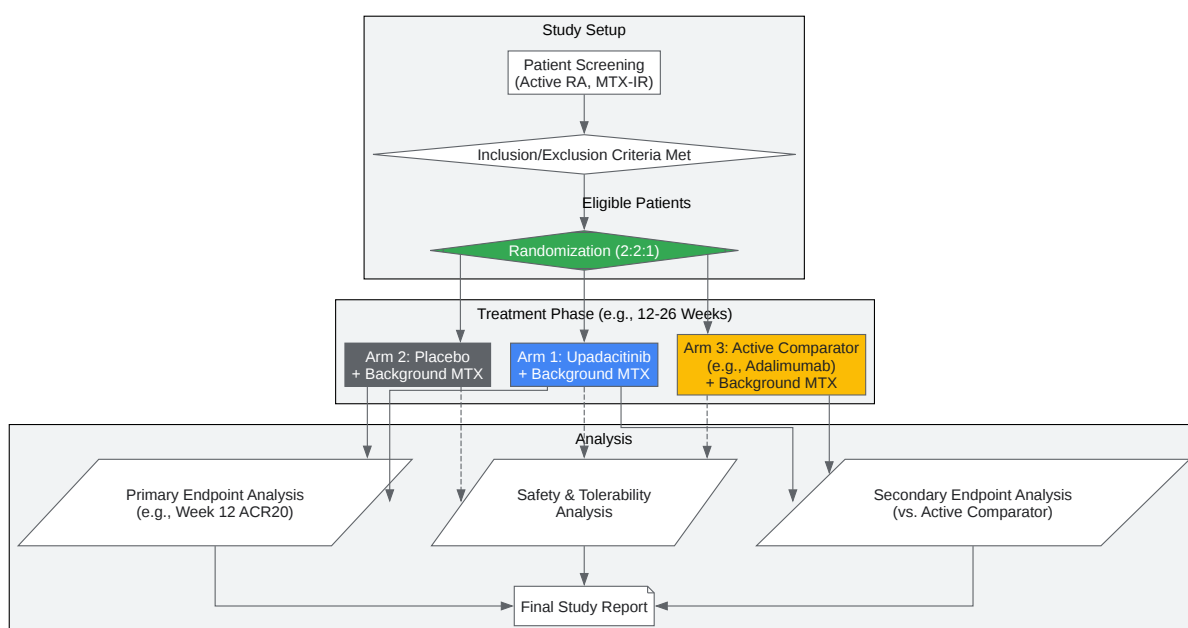 Study Setup
Patient Screening
(Active RA, MTX-IR)
Inclusion/Exclusion Criteria Met
Eligible Patients
Randomization (2:2:1)
Treatment Phase (e.g., 12-26 Weeks)
Arm 2: Placebo
+ Background MTX
Arm 1: Upadacitinib
+ Background MTX
Arm 3: Active Comparator
(e.g., Adalimumab)
+ Background MTX
Analysis
Primary Endpoint Analysis
(e.g., Week 12 ACR20)
Safety & Tolerability
Analysis
Secondary Endpoint Analysis
(vs. Active Comparator)
Final Study Report